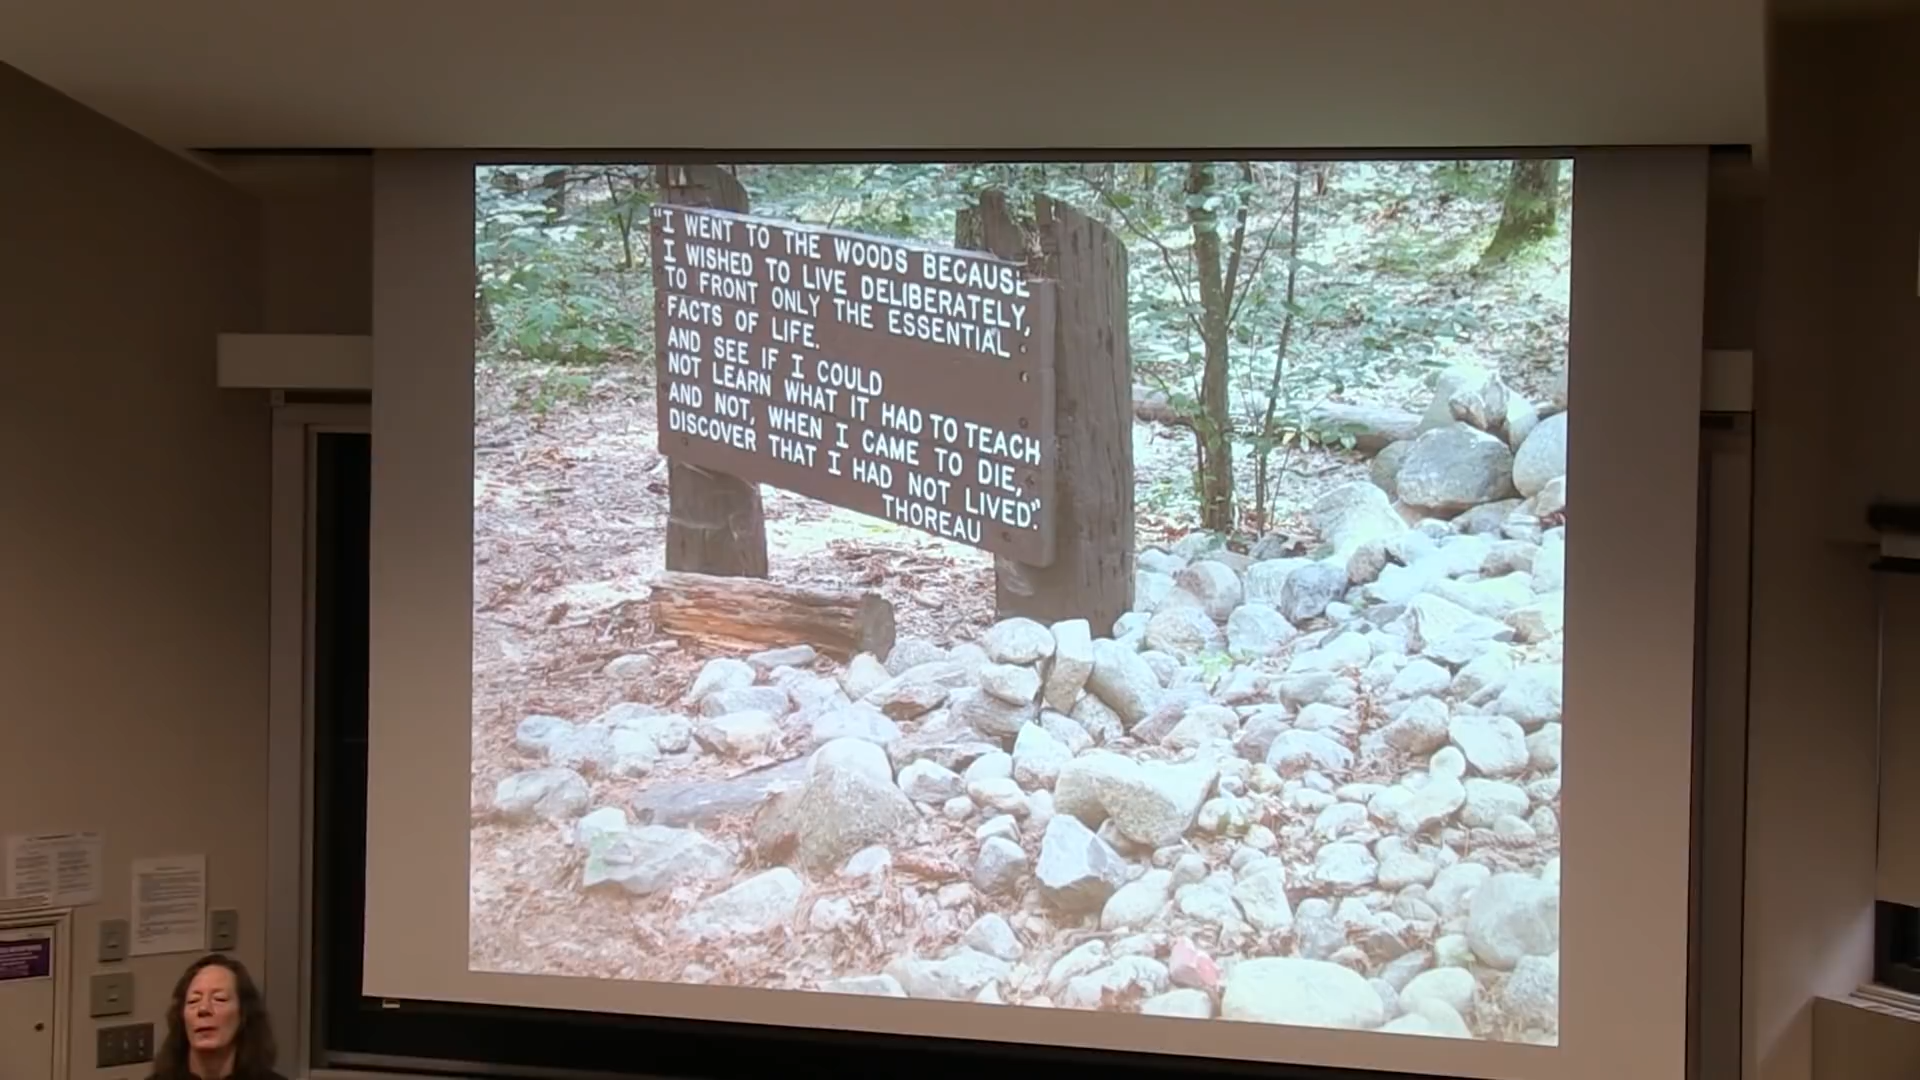 "I WENT TO THE WOODS BECAUSE
I WISHED TO LIVE DELIBERATELY,
TO FRONT ONLY THE ESSENTIAL
FACTS OF LIFE.
AND SEE IF I COULD
NOT LEARN WHAT IT HAD TO TEACH
AND NOT, WHEN I CAME TO DIE,
DISCOVER THAT I HAD NOT LIVED."
THOREAU